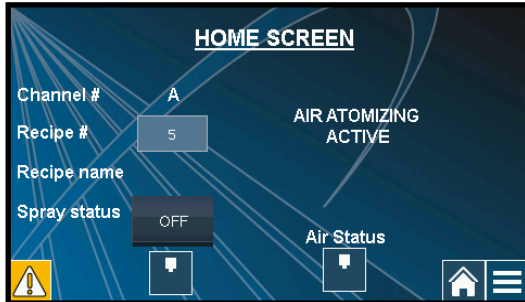 HOME SCREEN
Channel # A
AIR ATOMIZING
ACTIVE
Recipe # 5
Recipe name
Spray status OFF
Air Status